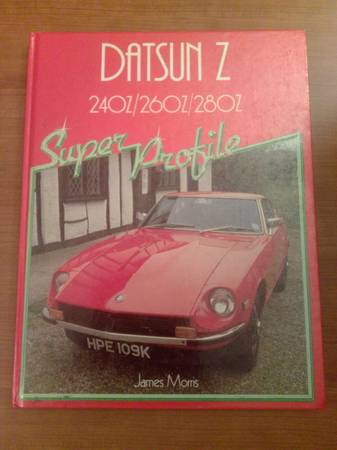 DATSUN Z
240Z/260Z/280Z
Super Profile
HPE 109K
James Morris